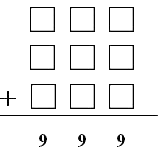 □ □ □
□ □ □
+ □ □ □
9 9 9